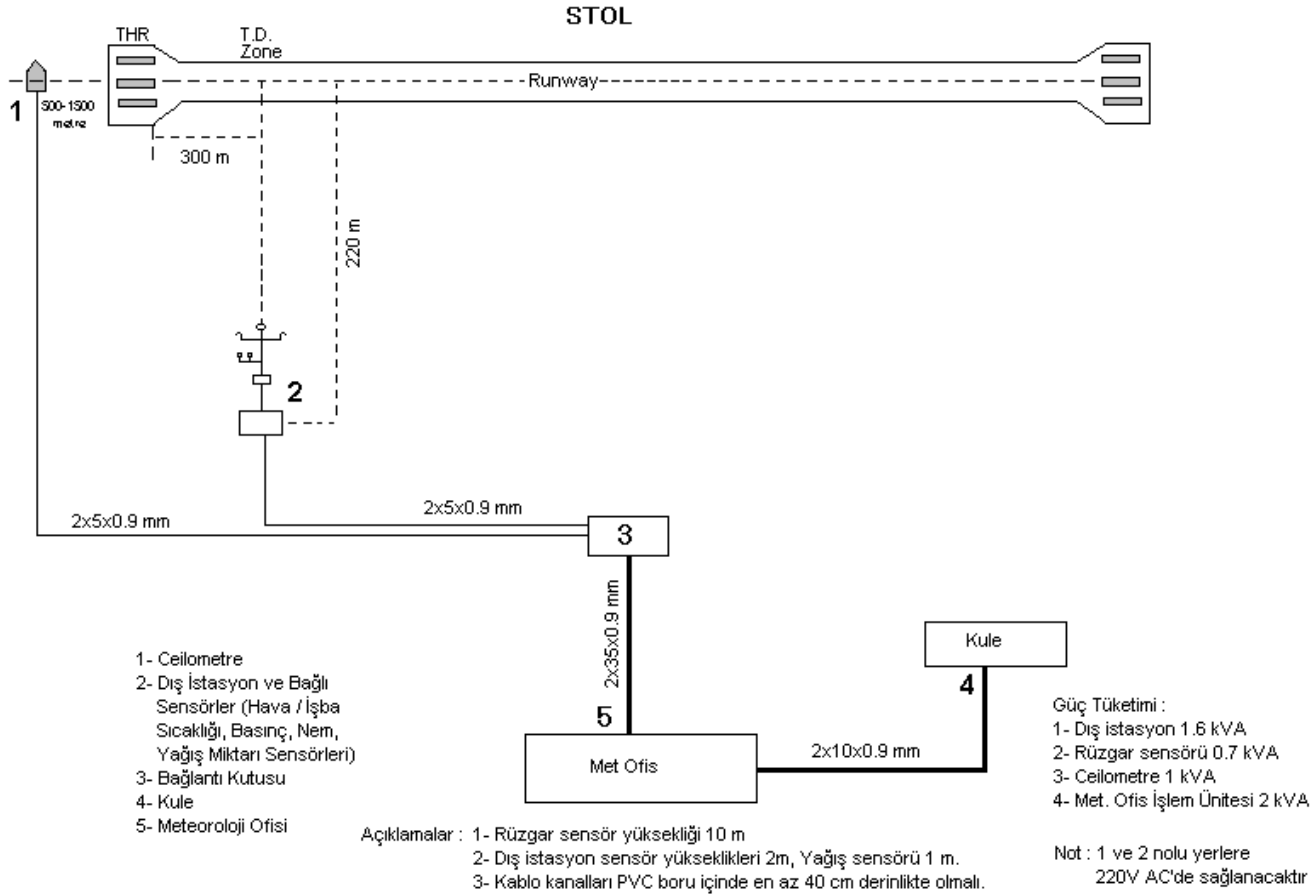 STOL
THR
T.D.
Zone
Runway
1
500-1500
metre
300 m
220 m
2
2x5x0.9 mm
2x5x0.9 mm
3
2x35x0.9 mm
Kule
4
5
Met Ofis
2x10x0.9 mm
1- Ceilometre
2- Dış İstasyon ve Bağlı
Sensörler (Hava / İşba
Sıcaklığı, Basınç, Nem,
Yağış Miktarı Sensörleri)
3- Bağlantı Kutusu
4- Kule
5- Meteoroloji Ofisi
Açıklamalar : 1- Rüzgar sensör yüksekliği 10 m
2- Dış istasyon sensör yükseklikleri 2m, Yağış sensörü 1 m.
3- Kablo kanalları PVC boru içinde en az 40 cm derinlikte olmalı.
Güç Tüketimi :
1- Dış istasyon 1.6 kVA
2- Rüzgar sensörü 0.7 kVA
3- Ceilometre 1 kVA
4- Met. Ofis İşlem Ünitesi 2 kVA
Not : 1 ve 2 nolu yerlere
220V AC'de sağlanacaktır